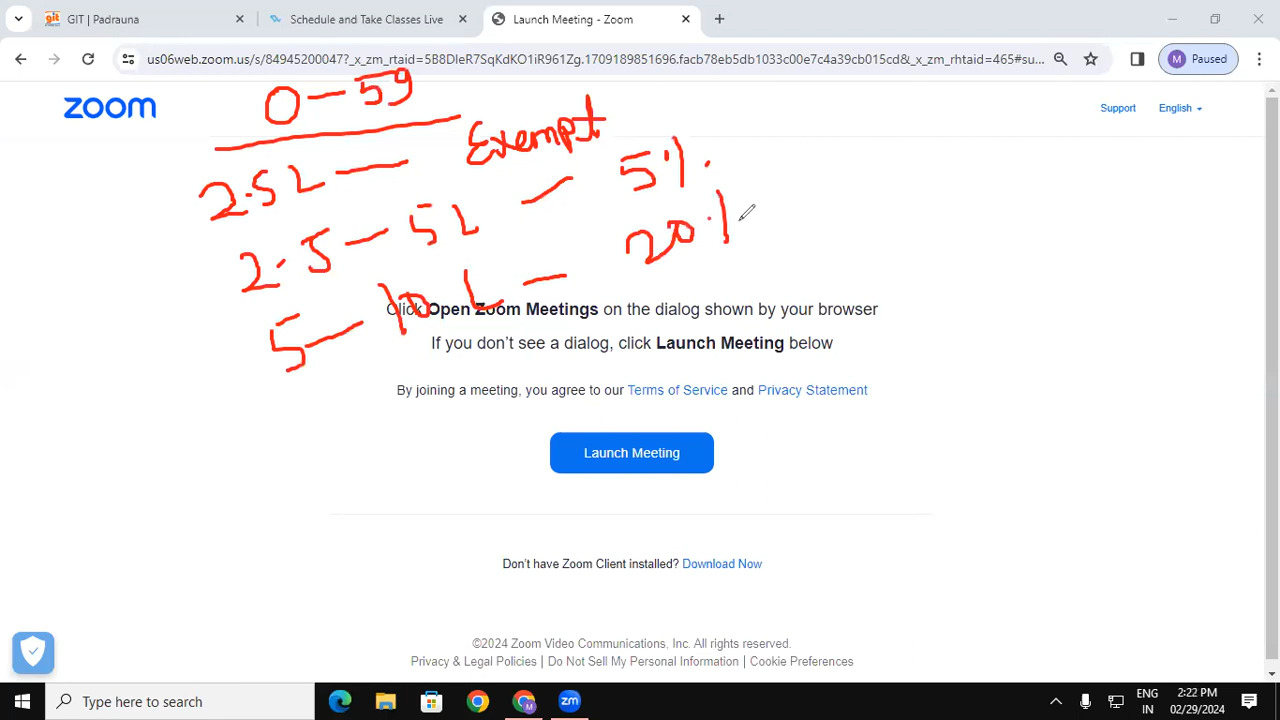 GIT | Padrauna
Schedule and Take Classes Live
Launch Meeting - Zoom
us06web.zoom.us/s/84945200047?_x_zm_rtaid=5B8DIeB7SqKdKO1iR961Zg.1709189851696.facb78eb5db1033c00e7c4a39cb015cd&_x_zm_rhtaid=465#su...
M Paused
zoom
Support
English
0 — 59
2.5 L — Exempt
2.5 — 5 L — 5%.
5 — 10 L — 20%
Click Open Zoom Meetings on the dialog shown by your browser
If you don't see a dialog, click Launch Meeting below
By joining a meeting, you agree to our Terms of Service and Privacy Statement
Launch Meeting
Don't have Zoom Client installed? Download Now
©2024 Zoom Video Communications, Inc. All rights reserved.
Privacy & Legal Policies | Do Not Sell My Personal Information | Cookie Preferences
Type here to search
zm
ENG
IN
2:22 PM
02/29/2024